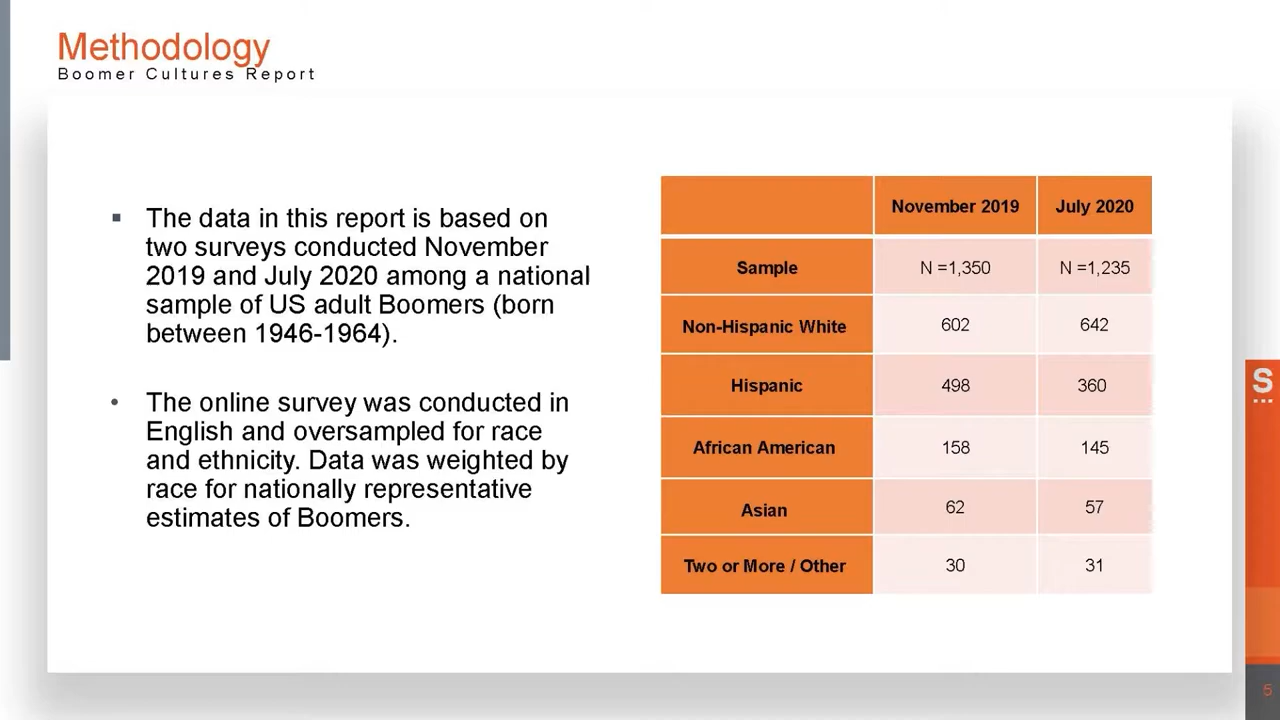 Methodology
Boomer Cultures Report
▪ The data in this report is based on
two surveys conducted November
2019 and July 2020 among a national
sample of US adult Boomers (born
between 1946-1964).
• The online survey was conducted in
English and oversampled for race
and ethnicity. Data was weighted by
race for nationally representative
estimates of Boomers.
November 2019 July 2020
Sample N =1,350 N =1,235
Non-Hispanic White 602 642
Hispanic 498 360
African American 158 145
Asian 62 57
Two or More / Other 30 31
S
5